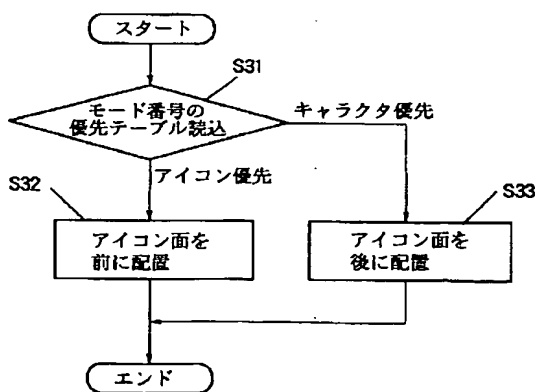 スタート
S31
モード番号の
優先テーブル読込
キャラクタ優先
アイコン優先
S32
アイコン面を
前に配置
S33
アイコン面を
後に配置
エンド